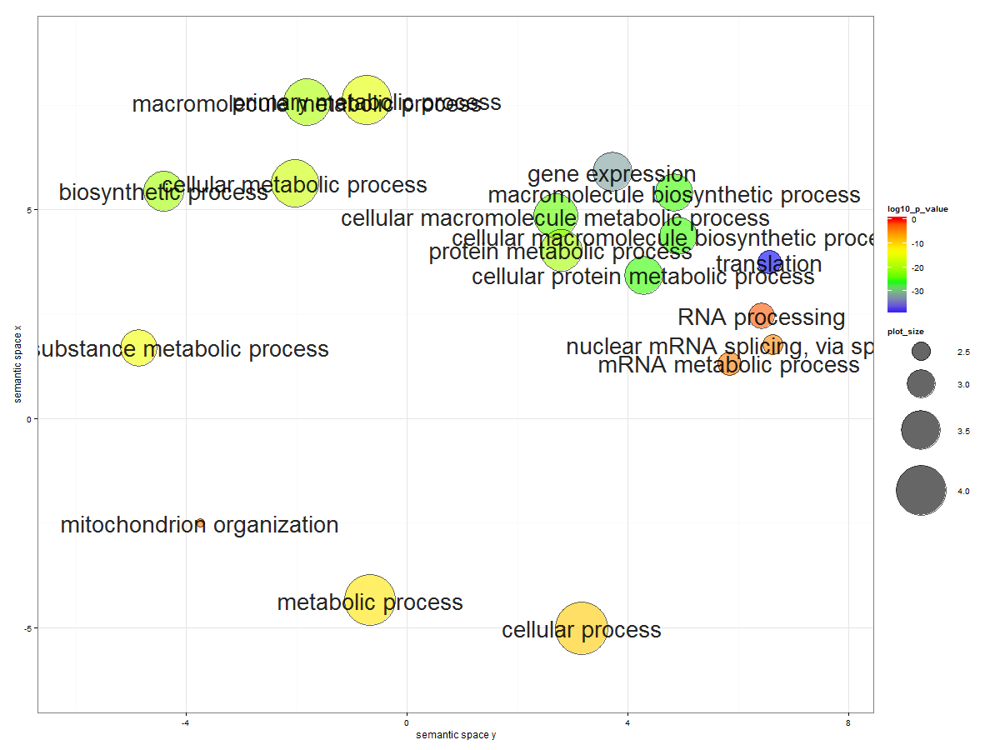 macromolecule metabolic process
primary metabolic process
biosynthetic process
cellular metabolic process
gene expression
macromolecule biosynthetic process
cellular macromolecule metabolic process
cellular macromolecule biosynthetic proce
protein metabolic process
translation
cellular protein metabolic process
RNA processing
substance metabolic process
nuclear mRNA splicing, via sp
mRNA metabolic process
mitochondrion organization
metabolic process
cellular process
5
0
-5
semantic space x
-4
0
4
8
semantic space y
log10_p_value
0
-10
-20
-30
plot_size
2.5
3.0
3.5
4.0